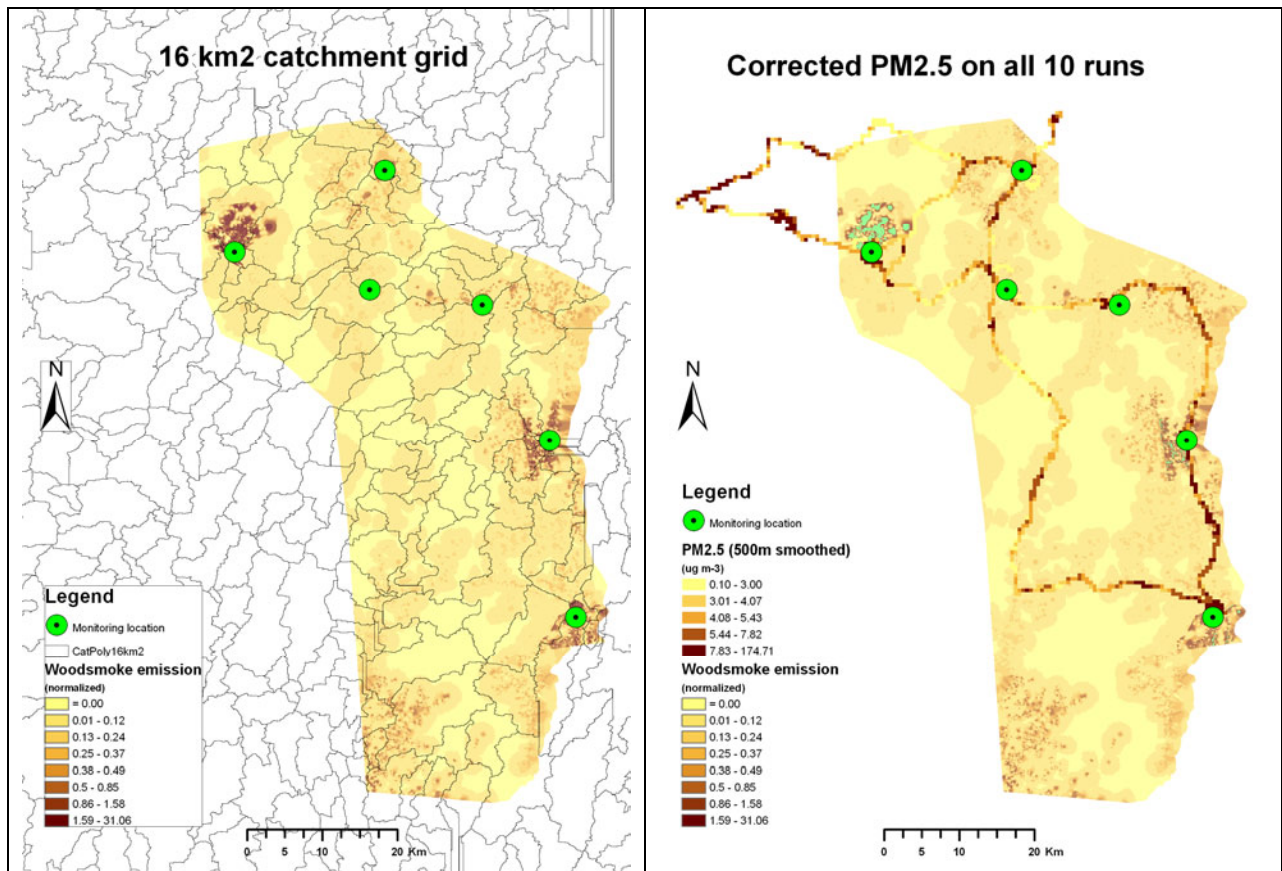 16 km2 catchment grid
N
Legend
Monitoring location
CatPoly16km2
Woodsmoke emission
(normalized)
= 0.00
0.01 - 0.12
0.13 - 0.24
0.25 - 0.37
0.38 - 0.49
0.5 - 0.85
0.86 - 1.58
1.59 - 31.06
0 5 10 20 Km
Corrected PM2.5 on all 10 runs
N
Legend
Monitoring location
PM2.5 (500m smoothed)
(ug m-3)
0.10 - 3.00
3.01 - 4.07
4.08 - 5.43
5.44 - 7.82
7.83 - 174.71
Woodsmoke emission
(normalized)
= 0.00
0.01 - 0.12
0.13 - 0.24
0.25 - 0.37
0.38 - 0.49
0.5 - 0.85
0.86 - 1.58
1.59 - 31.06
0 5 10 20 Km